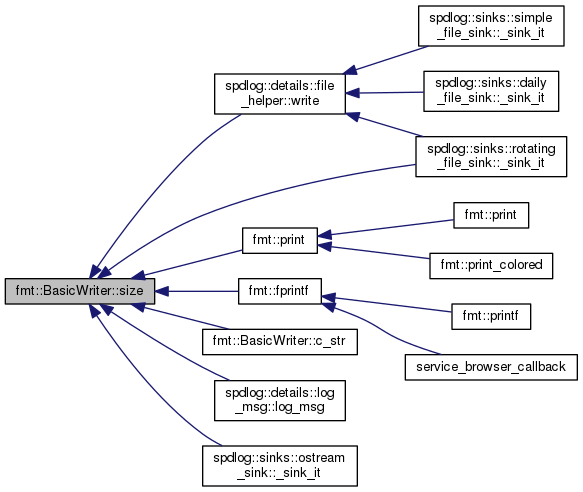 spdlog::sinks::simple
_file_sink::_sink_it
spdlog::details::file
_helper::write
spdlog::sinks::daily
_file_sink::_sink_it
spdlog::sinks::rotating
_file_sink::_sink_it
fmt::print
fmt::print
fmt::print_colored
fmt::BasicWriter::size
fmt::fprintf
fmt::printf
fmt::BasicWriter::c_str
service_browser_callback
spdlog::details::log
_msg::log_msg
spdlog::sinks::ostream
_sink::_sink_it